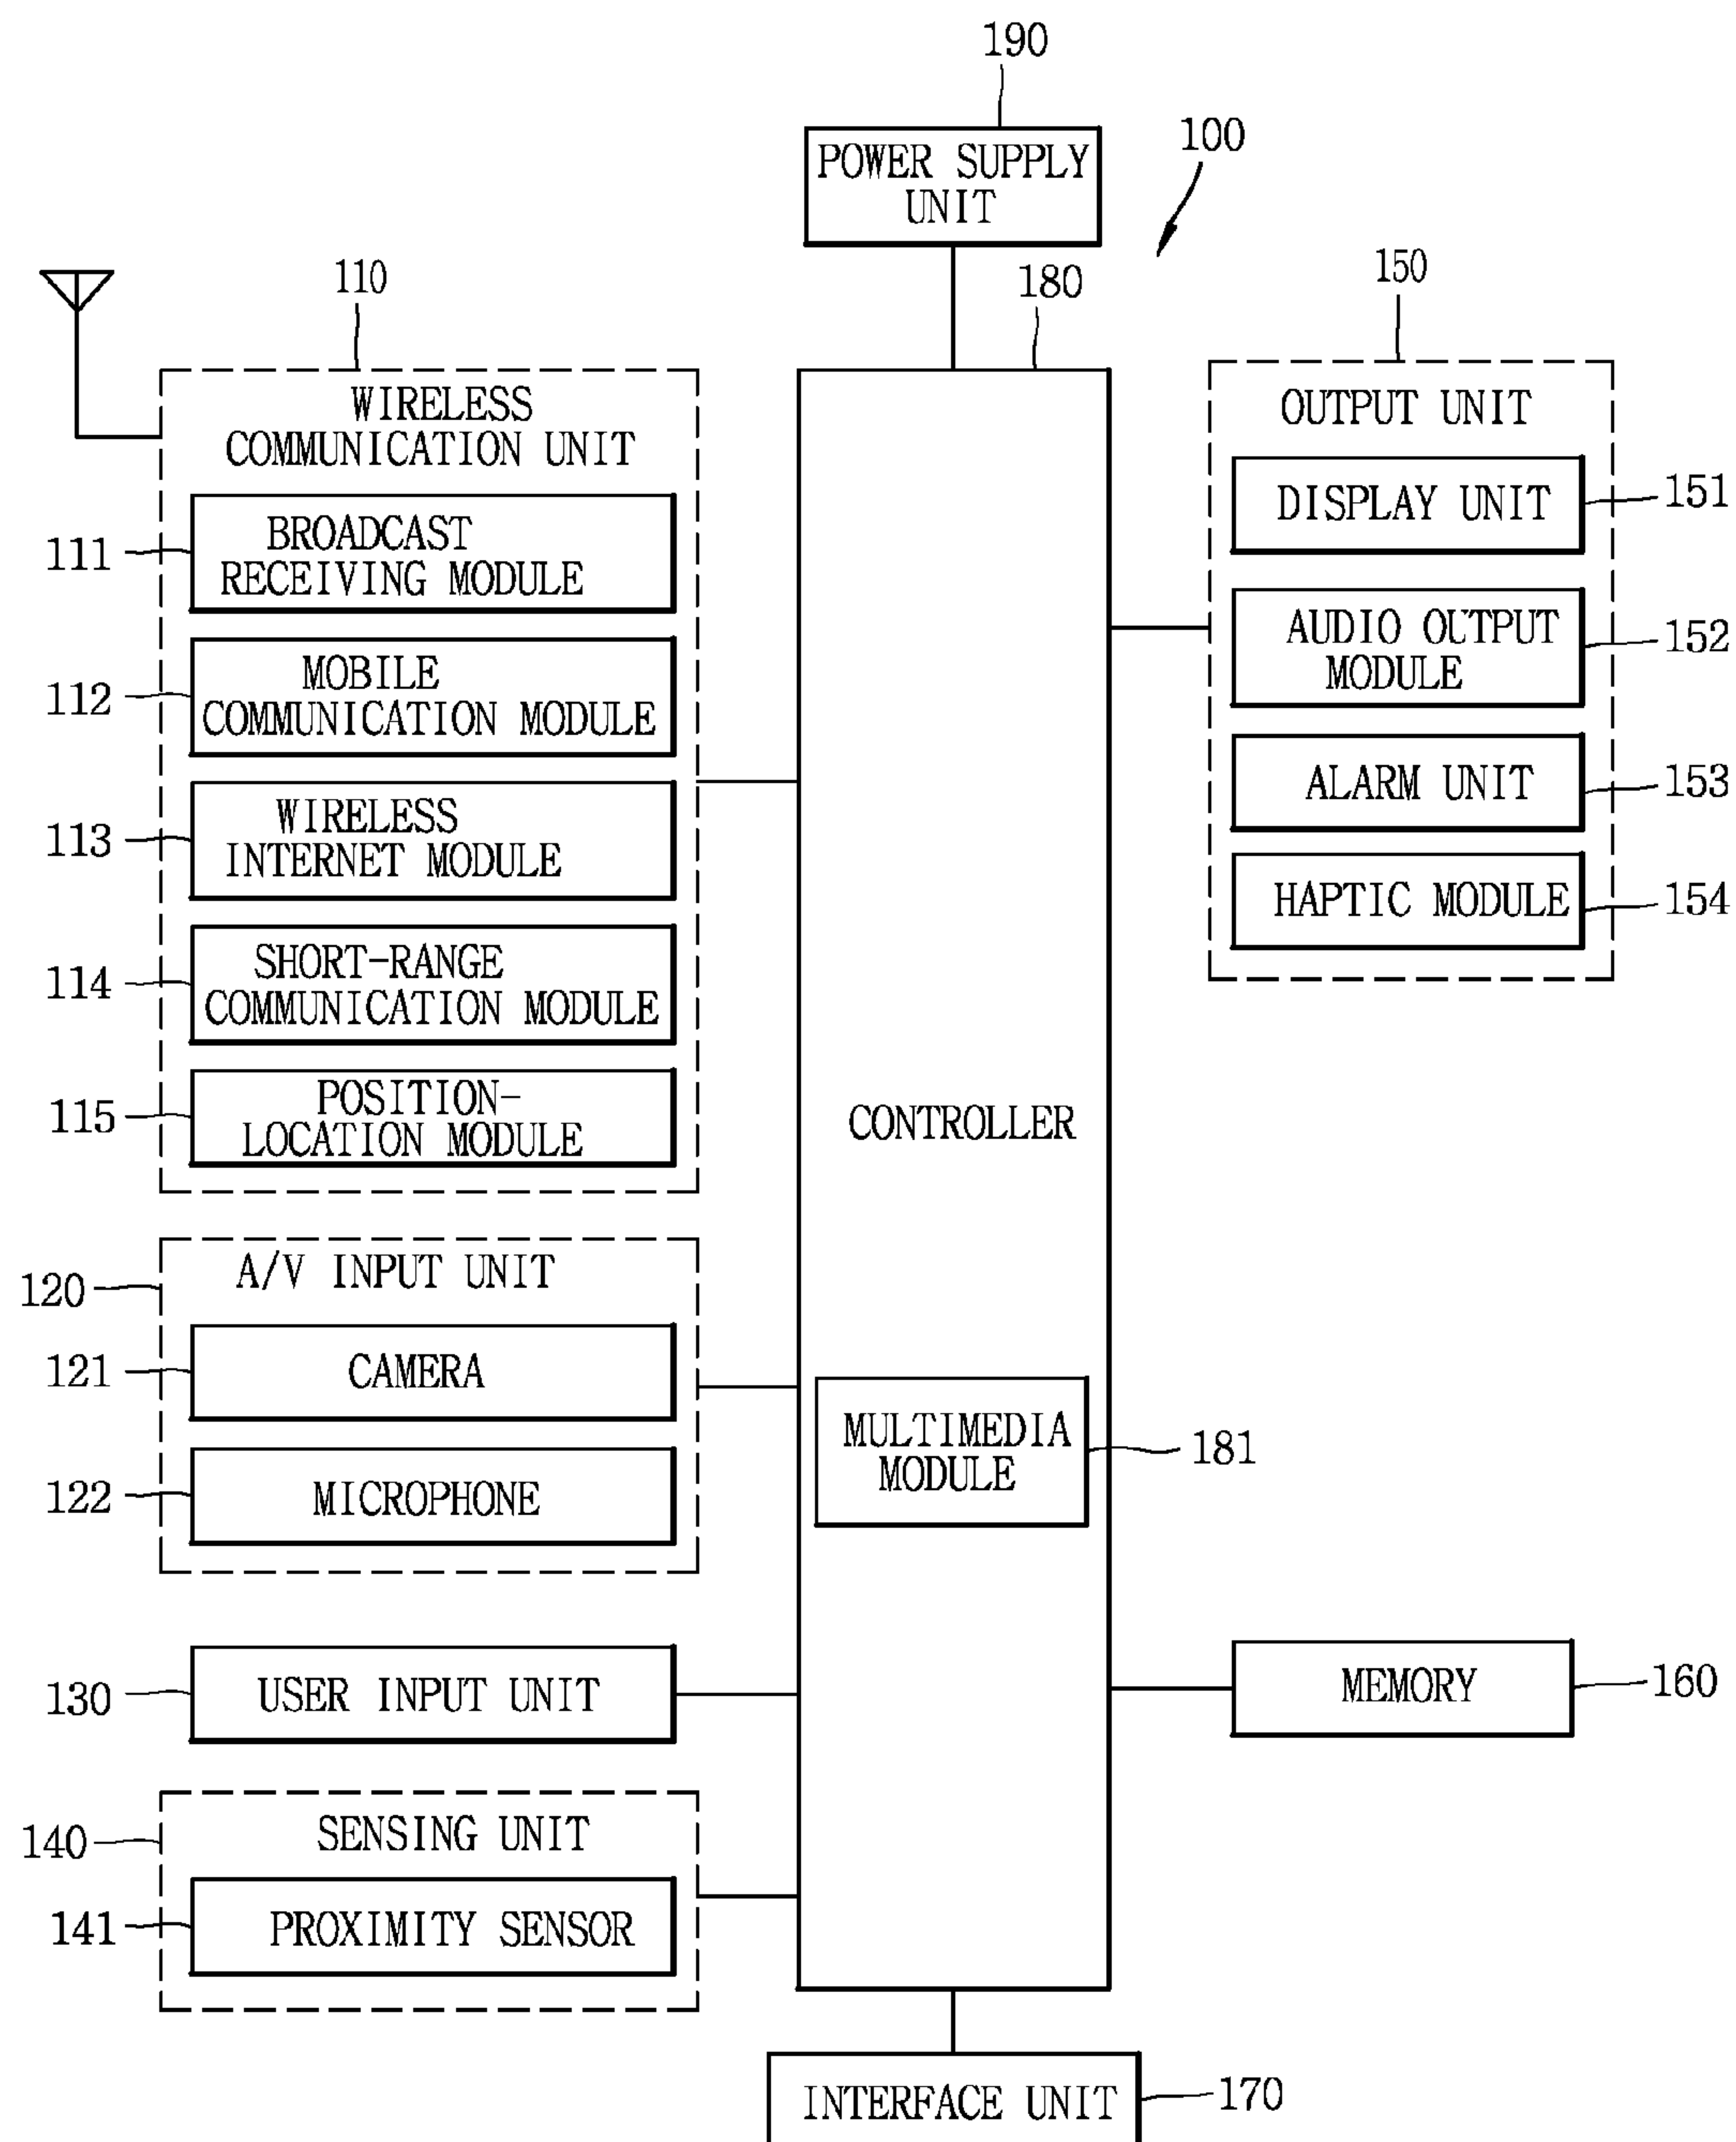 190
POWER SUPPLY
UNIT
100
110
180
150
WIRELESS
COMMUNICATION UNIT
111
BROADCAST
RECEIVING MODULE
112
MOBILE
COMMUNICATION MODULE
113
WIRELESS
INTERNET MODULE
114
SHORT-RANGE
COMMUNICATION MODULE
115
POSITION-
LOCATION MODULE
120
A/V INPUT UNIT
121
CAMERA
122
MICROPHONE
130
USER INPUT UNIT
140
SENSING UNIT
141
PROXIMITY SENSOR
CONTROLLER
MULTIMEDIA
MODULE
181
OUTPUT UNIT
DISPLAY UNIT
151
AUDIO OUTPUT
MODULE
152
ALARM UNIT
153
HAPTIC MODULE
154
MEMORY
160
INTERFACE UNIT
170